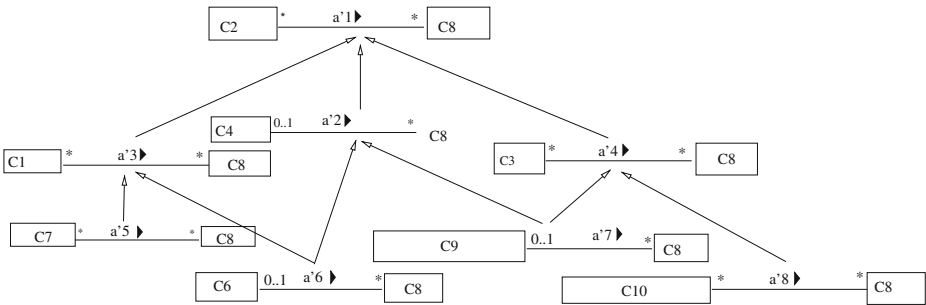 C2 * a'1 * C8
C4 0..1 a'2 * C8
C1 * a'3 * C8
C3 * a'4 * C8
C7 * a'5 * C8
C9 0..1 a'7 * C8
C6 0..1 a'6 * C8
C10 * a'8 * C8